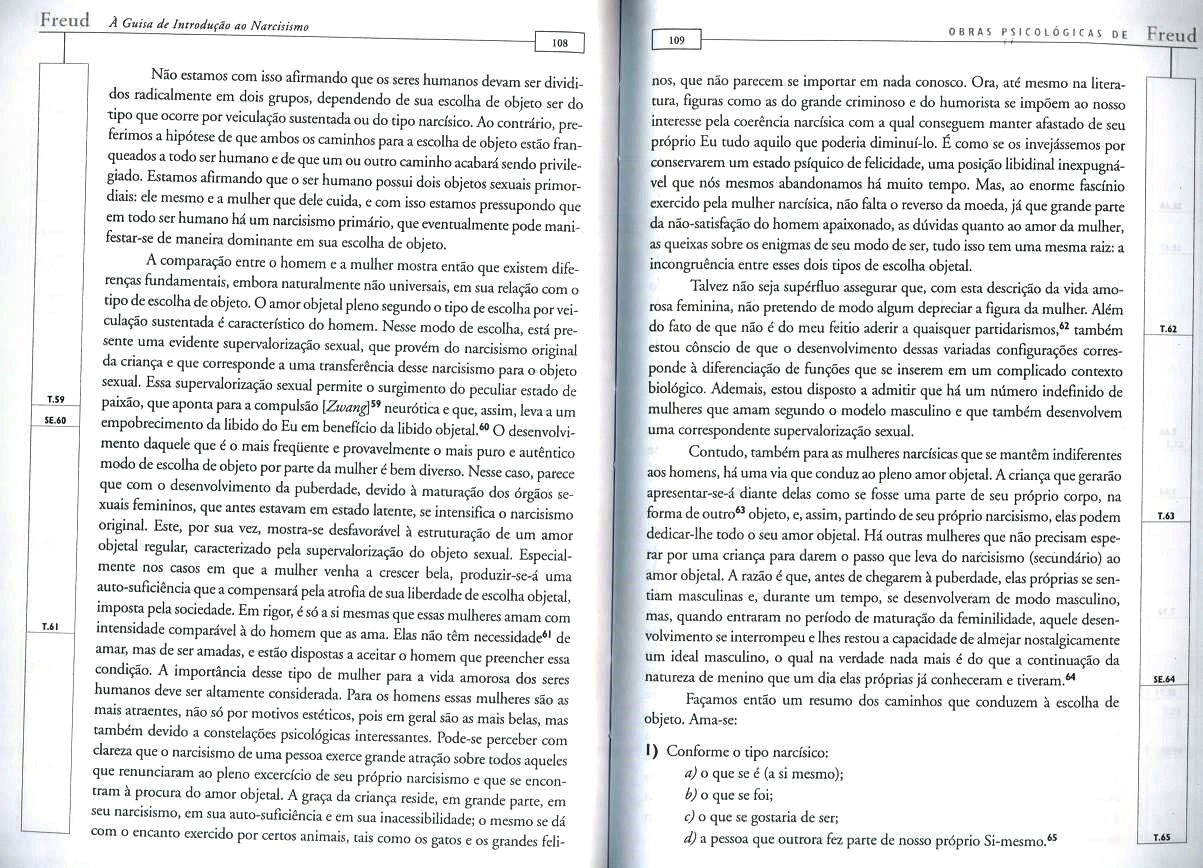 Freud À Guisa de Introdução ao Narcisismo
108
Não estamos com isso afirmando que os seres humanos devam ser dividi-
dos radicalmente em dois grupos, dependendo de sua escolha de objeto ser do
tipo que ocorre por veiculação sustentada ou do tipo narcísico. Ao contrário, pre-
ferimos a hipótese de que ambos os caminhos para a escolha de objeto estão fran-
queados a todo ser humano e de que um ou outro caminho acabará sendo privile-
giado. Estamos afirmando que o ser humano possui dois objetos sexuais primor-
diais: ele mesmo e a mulher que dele cuida, e com isso estamos pressupondo que
em todo ser humano há um narcisismo primário, que eventualmente pode mani-
festar-se de maneira dominante em sua escolha de objeto.
A comparação entre o homem e a mulher mostra então que existem dife-
renças fundamentais, embora naturalmente não universais, em sua relação com o
tipo de escolha de objeto. O amor objetal pleno segundo o tipo de escolha por vei-
culação sustentada é característico do homem. Nesse modo de escolha, está pre-
sente uma evidente supervalorização sexual, que provém do narcisismo original
da criança e que corresponde a uma transferência desse narcisismo para o objeto
sexual. Essa supervalorização sexual permite o surgimento do peculiar estado de
T.59
paixão, que aponta para a compulsão [Zwang]59 neurótica e que, assim, leva a um
SE.60
empobrecimento da libido do Eu em benefício da libido objetal.60 O desenvolvi-
mento daquele que é o mais freqüente e provavelmente o mais puro e autêntico
modo de escolha de objeto por parte da mulher é bem diverso. Nesse caso, parece
que com o desenvolvimento da puberdade, devido à maturação dos órgãos se-
xuais femininos, que antes estavam em estado latente, se intensifica o narcisismo
original. Este, por sua vez, mostra-se desfavorável à estruturação de um amor
objetal regular, caracterizado pela supervalorização do objeto sexual. Especial-
mente nos casos em que a mulher venha a crescer bela, produzir-se-á uma
auto-suficiência que a compensará pela atrofia de sua liberdade de escolha objetal,
imposta pela sociedade. Em rigor, é só a si mesmas que essas mulheres amam com
T.61
intensidade comparável à do homem que as ama. Elas não têm necessidade61 de
amar, mas de ser amadas, e estão dispostas a aceitar o homem que preencher essa
condição. A importância desse tipo de mulher para a vida amorosa dos seres
humanos deve ser altamente considerada. Para os homens essas mulheres são as
mais atraentes, não só por motivos estéticos, pois em geral são as mais belas, mas
também devido a constelações psicológicas interessantes. Pode-se perceber com
clareza que o narcisismo de uma pessoa exerce grande atração sobre todos aqueles
que renunciaram ao pleno excercício de seu próprio narcisismo e que se encon-
tram à procura do amor objetal. A graça da criança reside, em grande parte, em
seu narcisismo, em sua auto-suficiência e em sua inacessibilidade; o mesmo se dá
com o encanto exercido por certos animais, tais como os gatos e os grandes feli-
109
OBRAS PSICOLÓGICAS DE Freud
nos, que não parecem se importar em nada conosco. Ora, até mesmo na litera-
tura, figuras como as do grande criminoso e do humorista se impõem ao nosso
interesse pela coerência narcísica com a qual conseguem manter afastado de seu
próprio Eu tudo aquilo que poderia diminuí-lo. É como se os invejássemos por
conservarem um estado psíquico de felicidade, uma posição libidinal inexpugná-
vel que nós mesmos abandonamos há muito tempo. Mas, ao enorme fascínio
exercido pela mulher narcísica, não falta o reverso da moeda, já que grande parte
da não-satisfação do homem apaixonado, as dúvidas quanto ao amor da mulher,
as queixas sobre os enigmas de seu modo de ser, tudo isso tem uma mesma raiz: a
incongruência entre esses dois tipos de escolha objetal.
Talvez não seja supérfluo assegurar que, com esta descrição da vida amo-
rosa feminina, não pretendo de modo algum depreciar a figura da mulher. Além
do fato de que não é do meu feitio aderir a quaisquer partidarismos,62 também
T.62
estou cônscio de que o desenvolvimento dessas variadas configurações corres-
ponde à diferenciação de funções que se inserem em um complicado contexto
biológico. Ademais, estou disposto a admitir que há um número indefinido de
mulheres que amam segundo o modelo masculino e que também desenvolvem
uma correspondente supervalorização sexual.
Contudo, também para as mulheres narcísicas que se mantêm indiferentes
aos homens, há uma via que conduz ao pleno amor objetal. A criança que gerarão
apresentar-se-á diante delas como se fosse uma parte de seu próprio corpo, na
forma de outro63 objeto, e, assim, partindo de seu próprio narcisismo, elas podem
T.63
dedicar-lhe todo o seu amor objetal. Há outras mulheres que não precisam espe-
rar por uma criança para darem o passo que leva do narcisismo (secundário) ao
amor objetal. A razão é que, antes de chegarem à puberdade, elas próprias se sen-
tiam masculinas e, durante um tempo, se desenvolveram de modo masculino,
mas, quando entraram no período de maturação da feminilidade, aquele desen-
volvimento se interrompeu e lhes restou a capacidade de almejar nostalgicamente
um ideal masculino, o qual na verdade nada mais é do que a continuação da
natureza de menino que um dia elas próprias já conheceram e tiveram.64
SE.64
Façamos então um resumo dos caminhos que conduzem à escolha de
objeto. Ama-se:
1) Conforme o tipo narcísico:
a) o que se é (a si mesmo);
b) o que se foi;
c) o que se gostaria de ser;
d) a pessoa que outrora fez parte de nosso próprio Si-mesmo.65
T.65